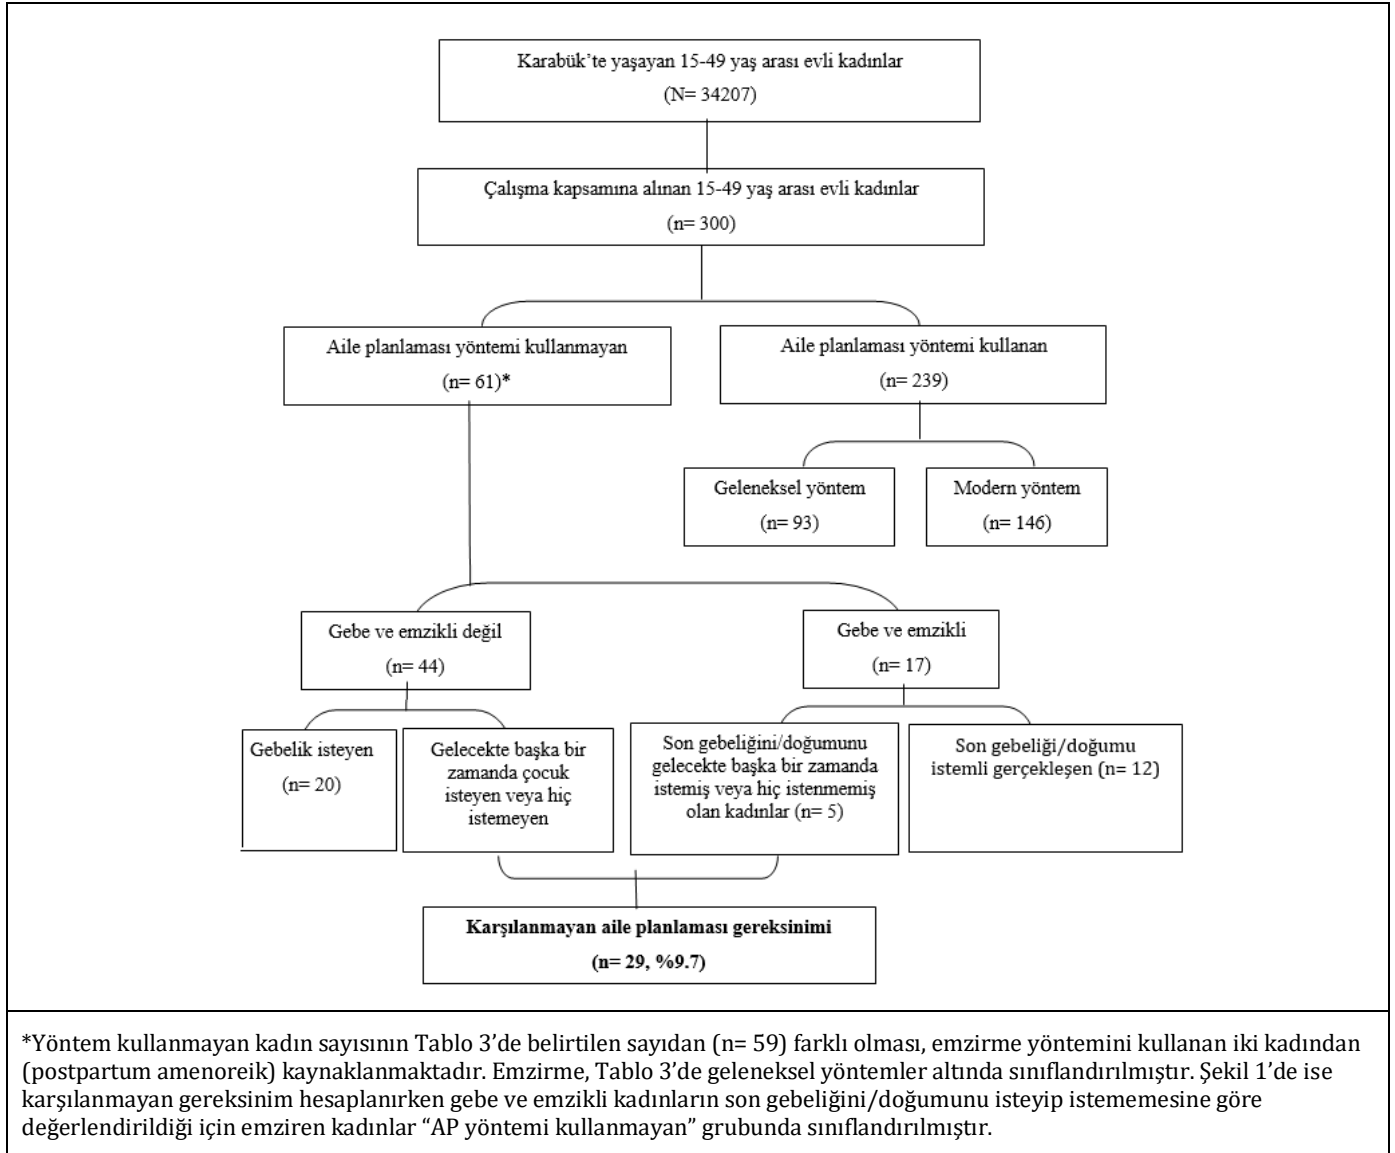 Karabük’te yaşayan 15-49 yaş arası evli kadınlar
(N= 34207)
Çalışma kapsamına alınan 15-49 yaş arası evli kadınlar
(n= 300)
Aile planlaması yöntemi kullanmayan
(n= 61)*
Aile planlaması yöntemi kullanan
(n= 239)
Geleneksel yöntem
(n= 93)
Modern yöntem
(n= 146)
Gebe ve emzikli değil
(n= 44)
Gebe ve emzikli
(n= 17)
Gebelik isteyen
(n= 20)
Gelecekte başka bir
zamanda çocuk
isteyen veya hiç
istemeyen
Son gebeliğini/doğumunu
gelecekte başka bir zamanda
istemiş veya hiç istenmemiş
olan kadınlar (n= 5)
Son gebeliği/doğumu
istemli gerçekleşen (n= 12)
Karşılanmayan aile planlaması gereksinimi
(n= 29, %9.7)
*Yöntem kullanmayan kadın sayısının Tablo 3’de belirtilen sayıdan (n= 59) farklı olması, emzirme yöntemini kullanan iki kadından
(postpartum amenoreik) kaynaklanmaktadır. Emzirme, Tablo 3’de geleneksel yöntemler altında sınıflandırılmıştır. Şekil 1’de ise
karşılanmayan gereksinim hesaplanırken gebe ve emzikli kadınların son gebeliğini/doğumunu isteyip istememesine göre
değerlendirildiği için emziren kadınlar “AP yöntemi kullanmayan” grubunda sınıflandırılmıştır.